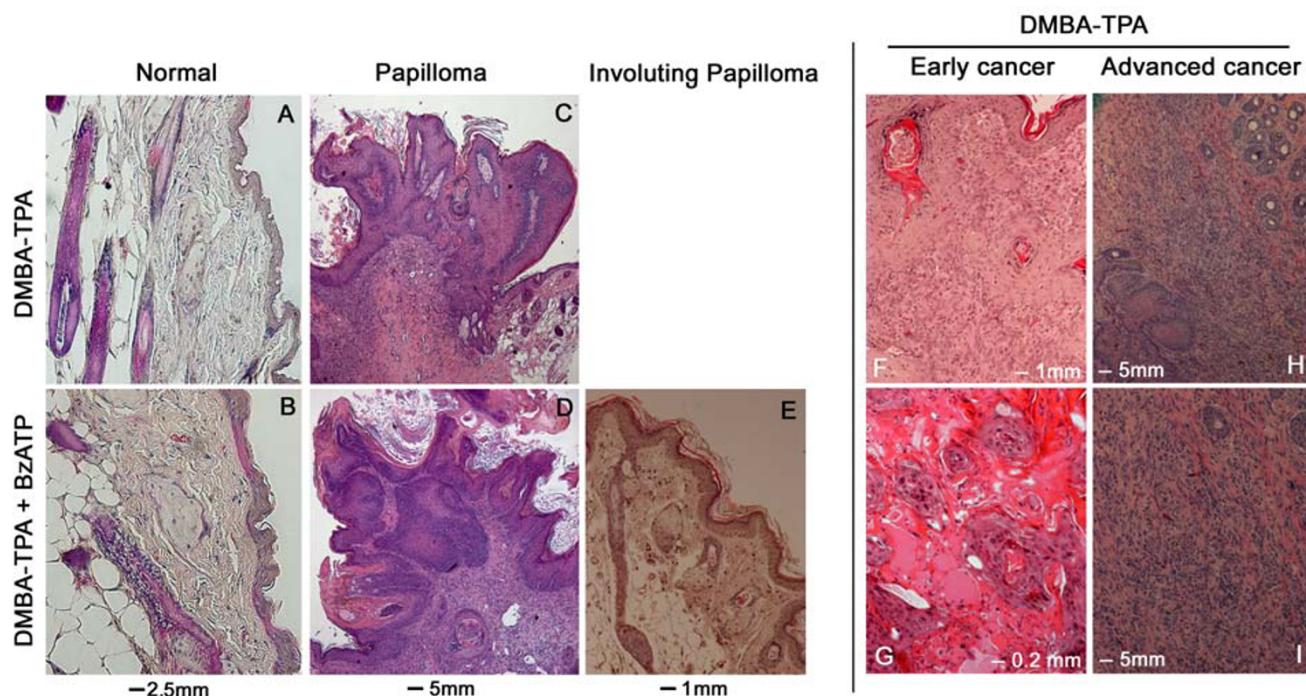 DMBA-TPA
Normal Papilloma Involuting Papilloma Early cancer Advanced cancer
DMBA-TPA
A C
F 1mm 5mm H
DMBA-TPA + BzATP
B D E
G 0.2 mm 5mm I
2.5mm 5mm 1mm